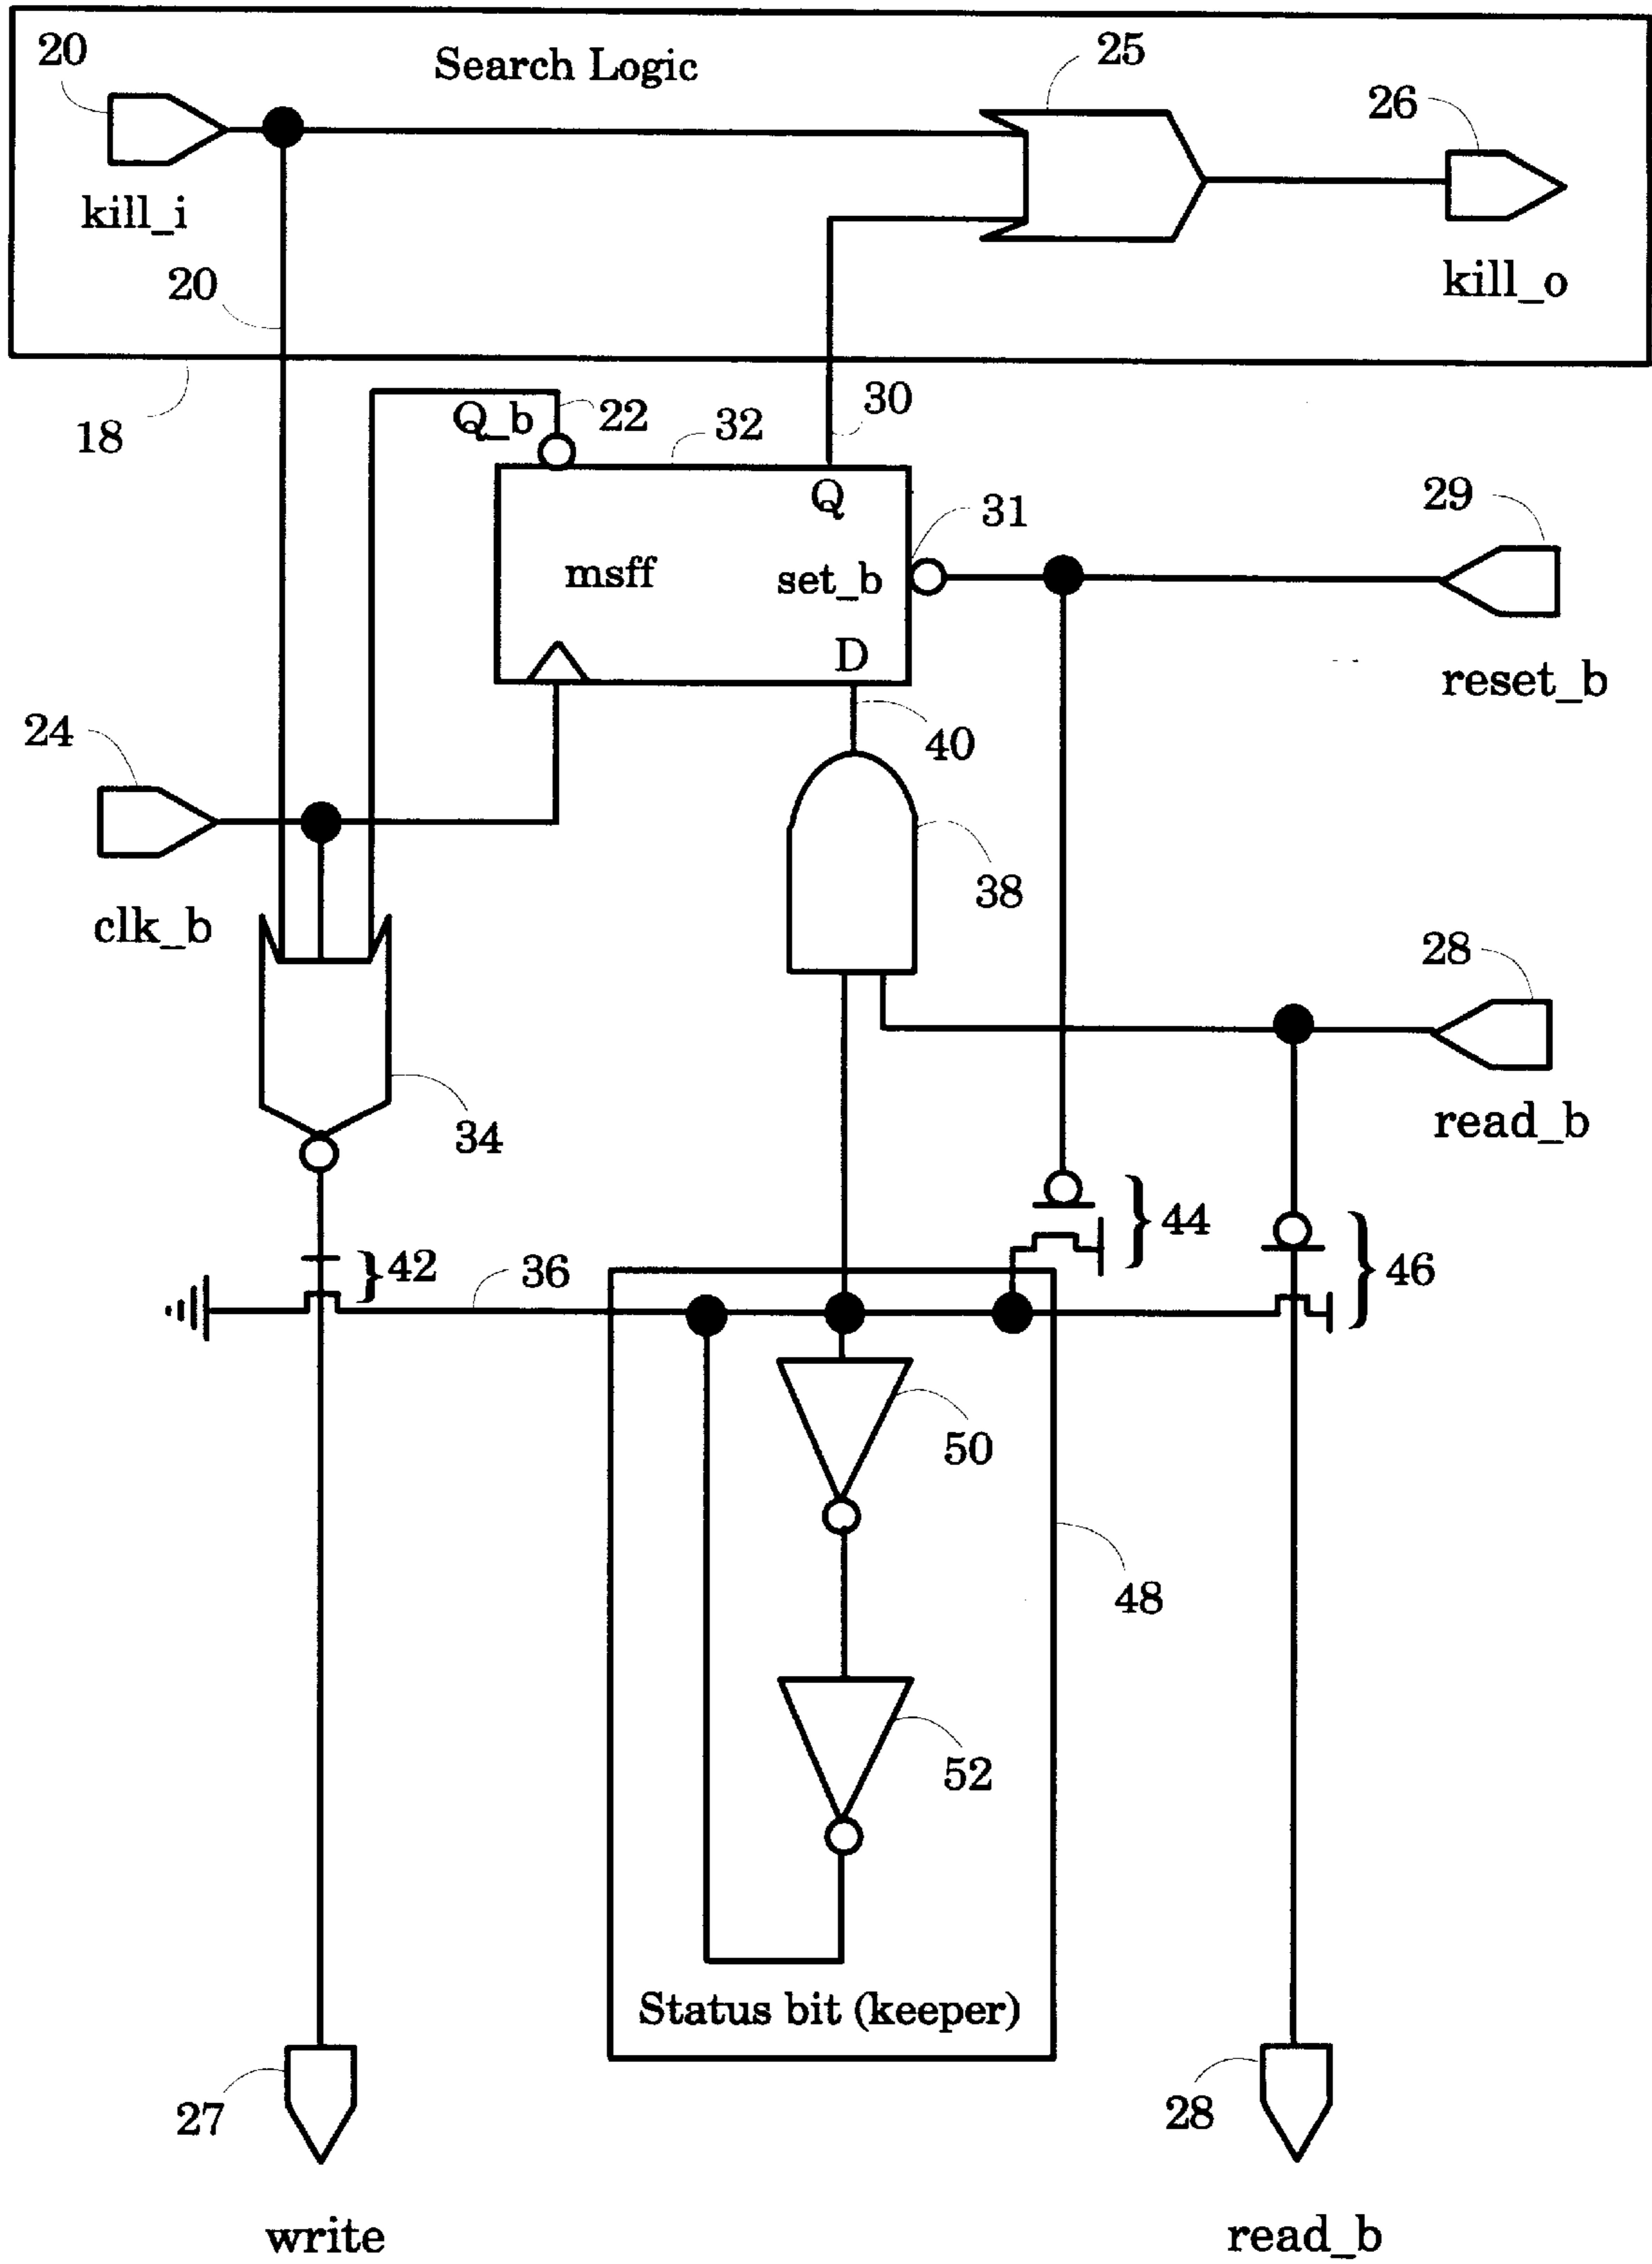 20
Search Logic
25
26
kill_i
20
kill_o
18
Q_b
22
32
30
Q
31
29
msff
set_b
D
reset_b
24
40
38
clk_b
28
34
read_b
44
42
36
46
50
48
52
Status bit (keeper)
27
28
write
read_b